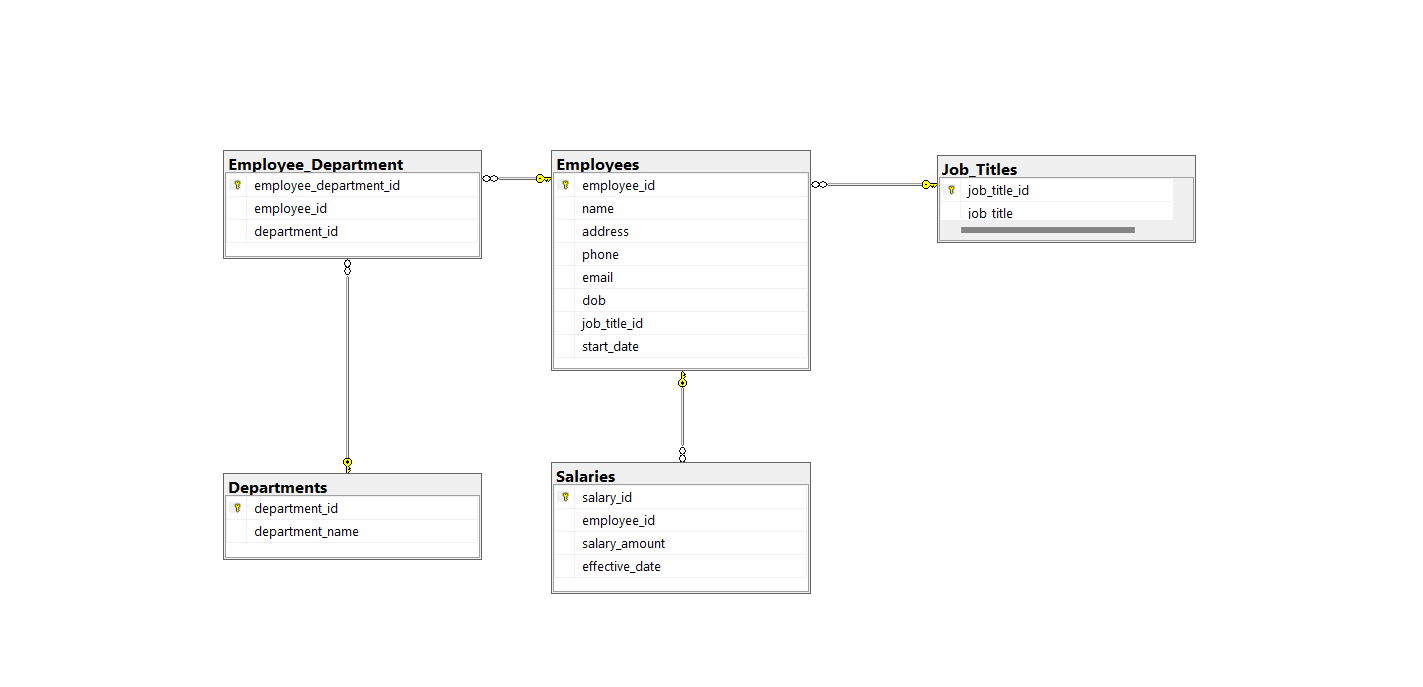 Employee_Department
employee_department_id
employee_id
department_id
Employees
employee_id
name
address
phone
email
dob
job_title_id
start_date
Job_Titles
job_title_id
job_title
Departments
department_id
department_name
Salaries
salary_id
employee_id
salary_amount
effective_date